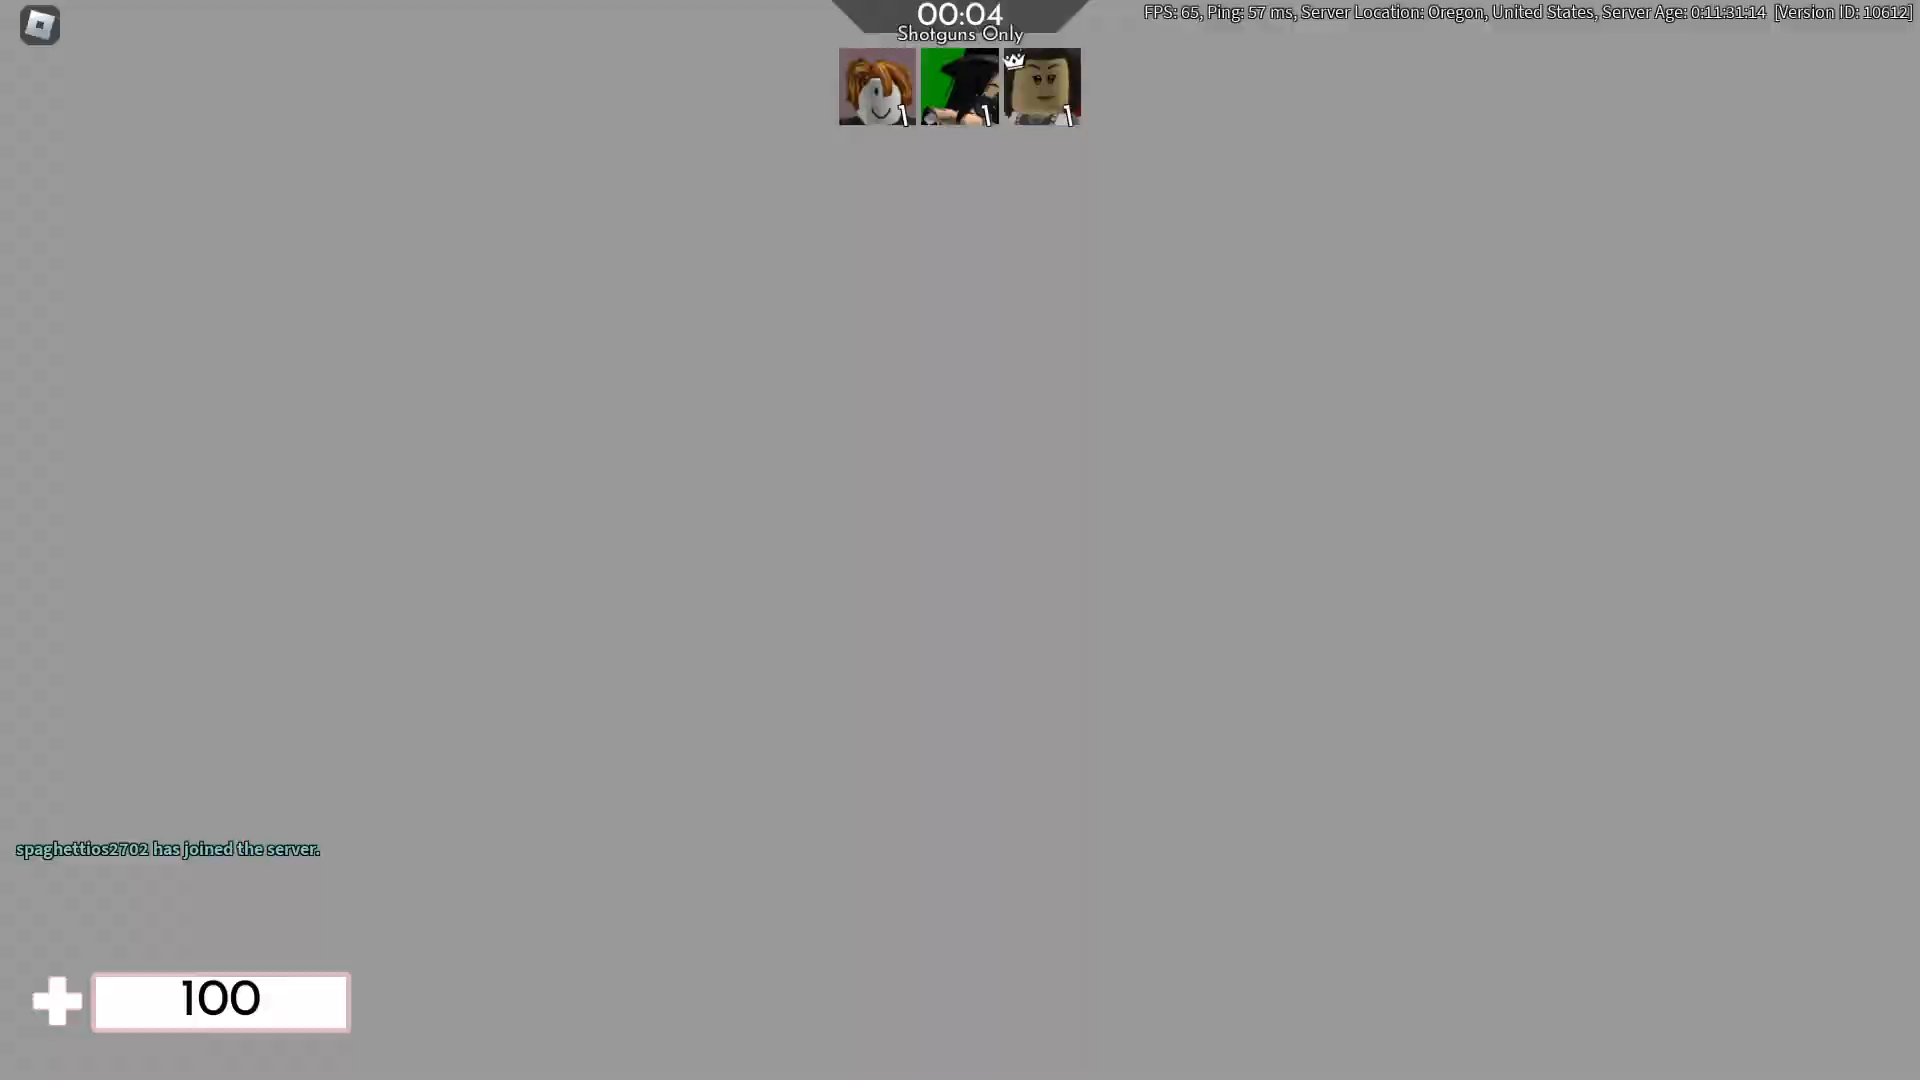 00:04
FPS: 65, Ping: 57 ms, Server Location: Oregon, United States, Server Age: 0:11:31:14 [Version ID: 10612]
Shotguns Only
1 1 1
spaghettios2702 has joined the server.
100